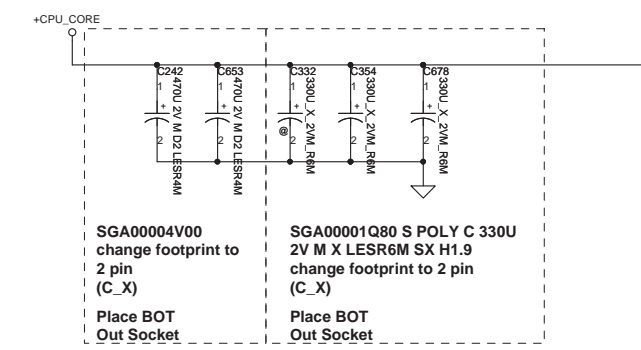 +CPU_CORE
C242
C653
C332
C354
C678
1
1
1
1
1
+
+
+
+
+
2
2
2
2
2
@
470U 2V M D2 LESR4M
470U 2V M D2 LESR4M
330U_X_2VM_R6M
330U_X_2VM_R6M
330U_X_2VM_R6M
SGA00004V00
change footprint to
2 pin
(C_X)
Place BOT
Out Socket
SGA00001Q80 S POLY C 330U
2V M X LESR6M SX H1.9
change footprint to 2 pin
(C_X)
Place BOT
Out Socket